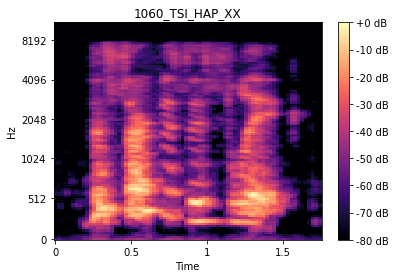 1060_TSI_HAP_XX
8192
4096
2048
1024
512
0
Hz
0
0.5
1
1.5
Time
+0 dB
-10 dB
-20 dB
-30 dB
-40 dB
-50 dB
-60 dB
-70 dB
-80 dB